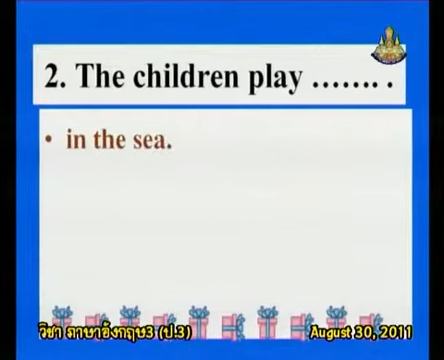 2. The children play ........
• in the sea.
วิชา ภาษาอังกฤษ3 (ป.3)
August 30, 2011